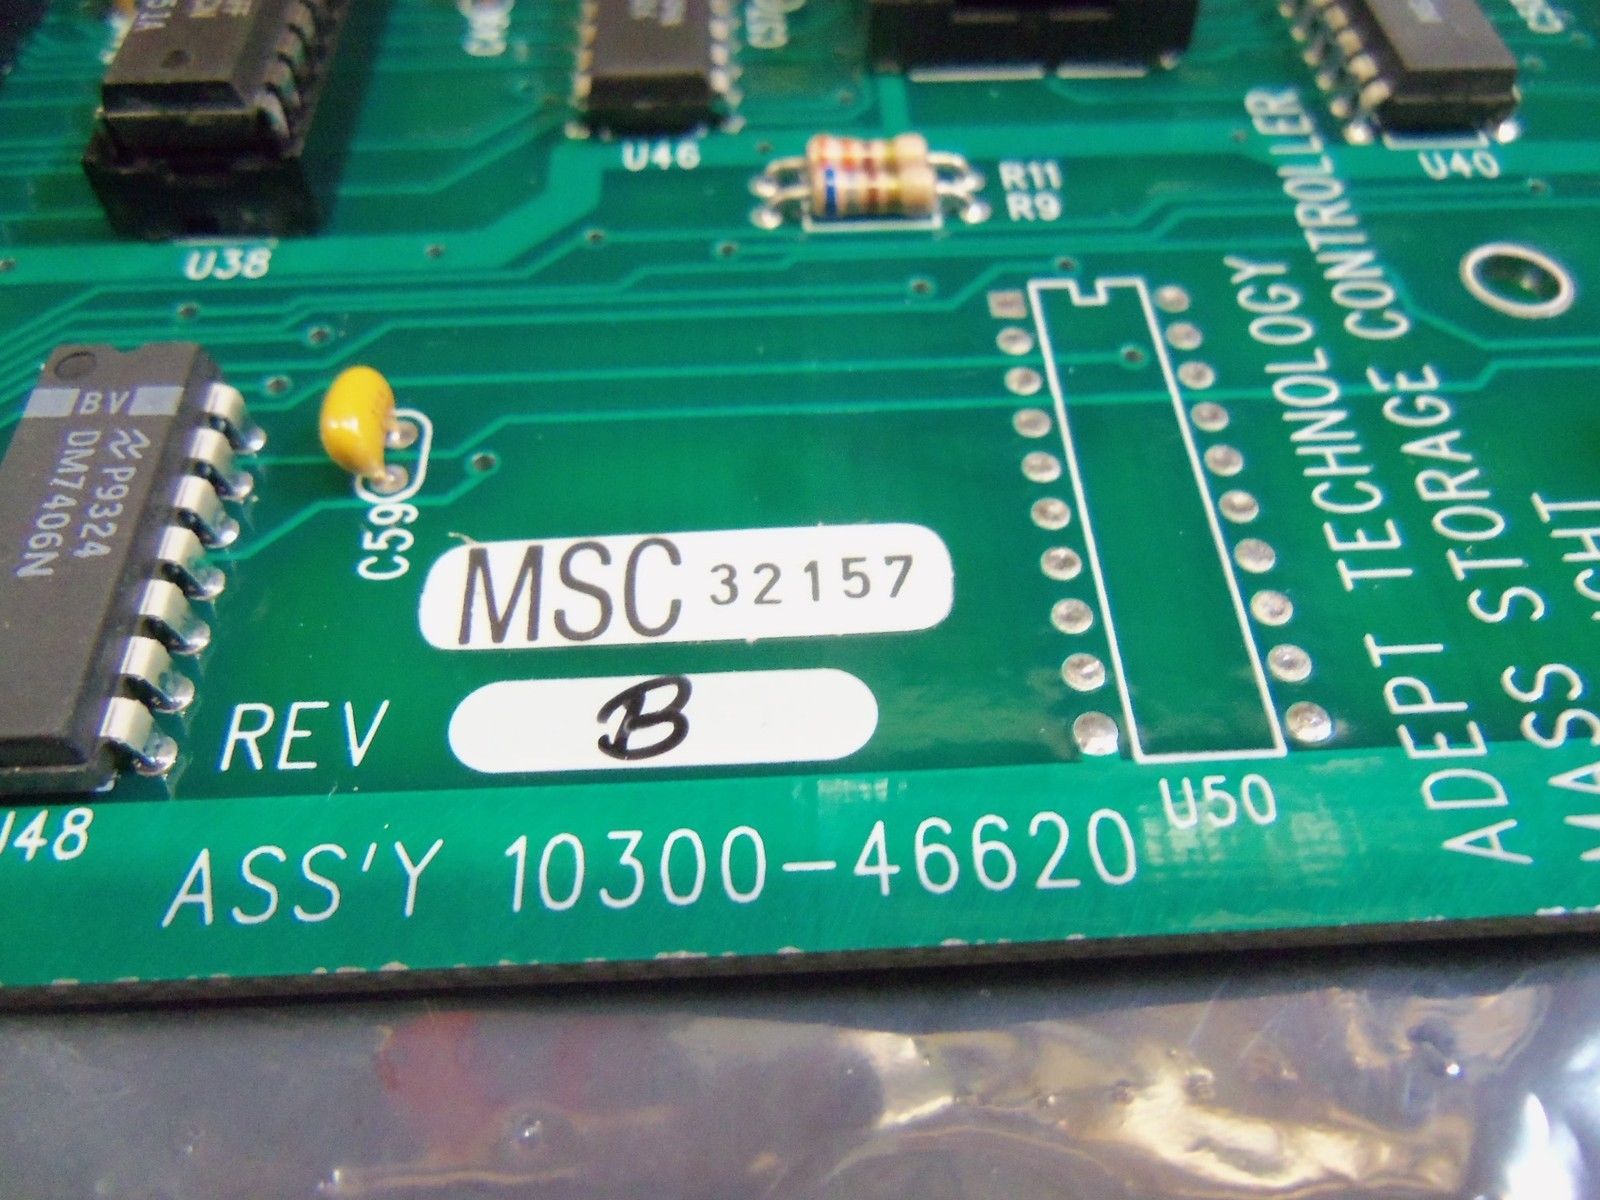 U46
U40
R11
R9
U38
BV
P9324
DM7406N
C59
MSC 32157
REV B
U48
ASS'Y 10300-46620
U50
ADEPT TECHNOLOGY
ADEPT STORAGE CONTROLLER
MASS